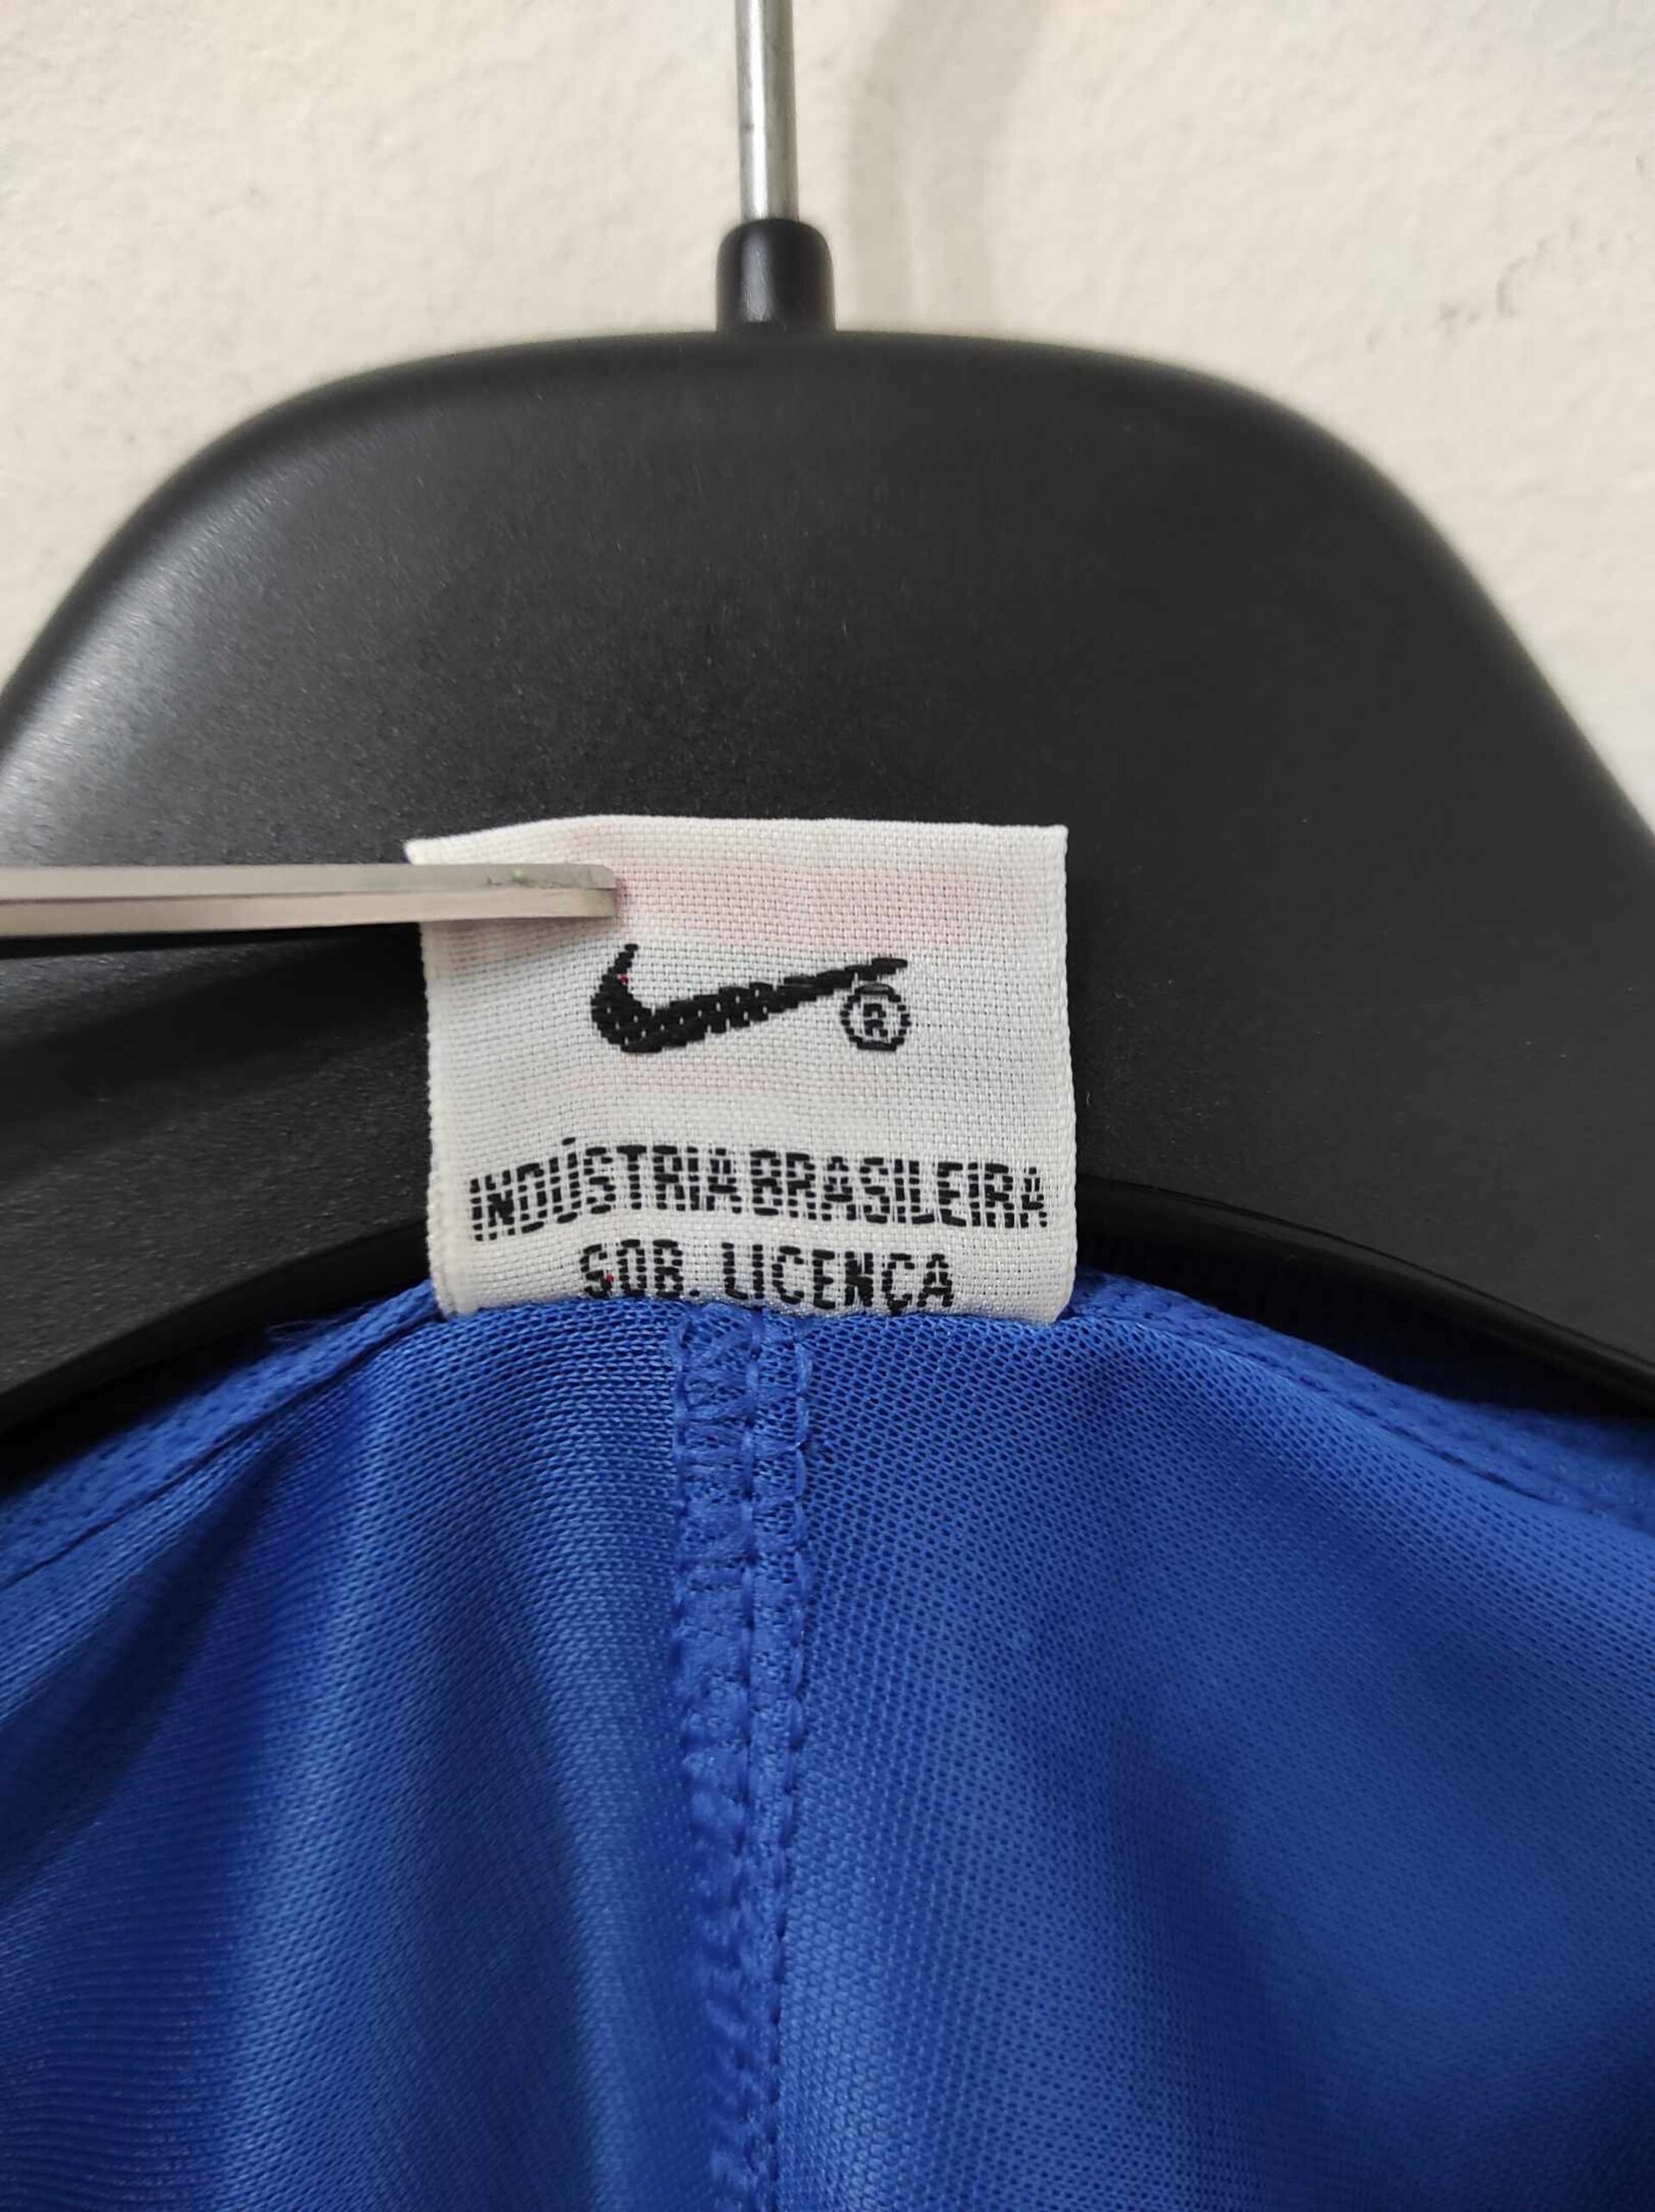 ®
INDÚSTRIA BRASILEIRA
SOB. LICENÇA